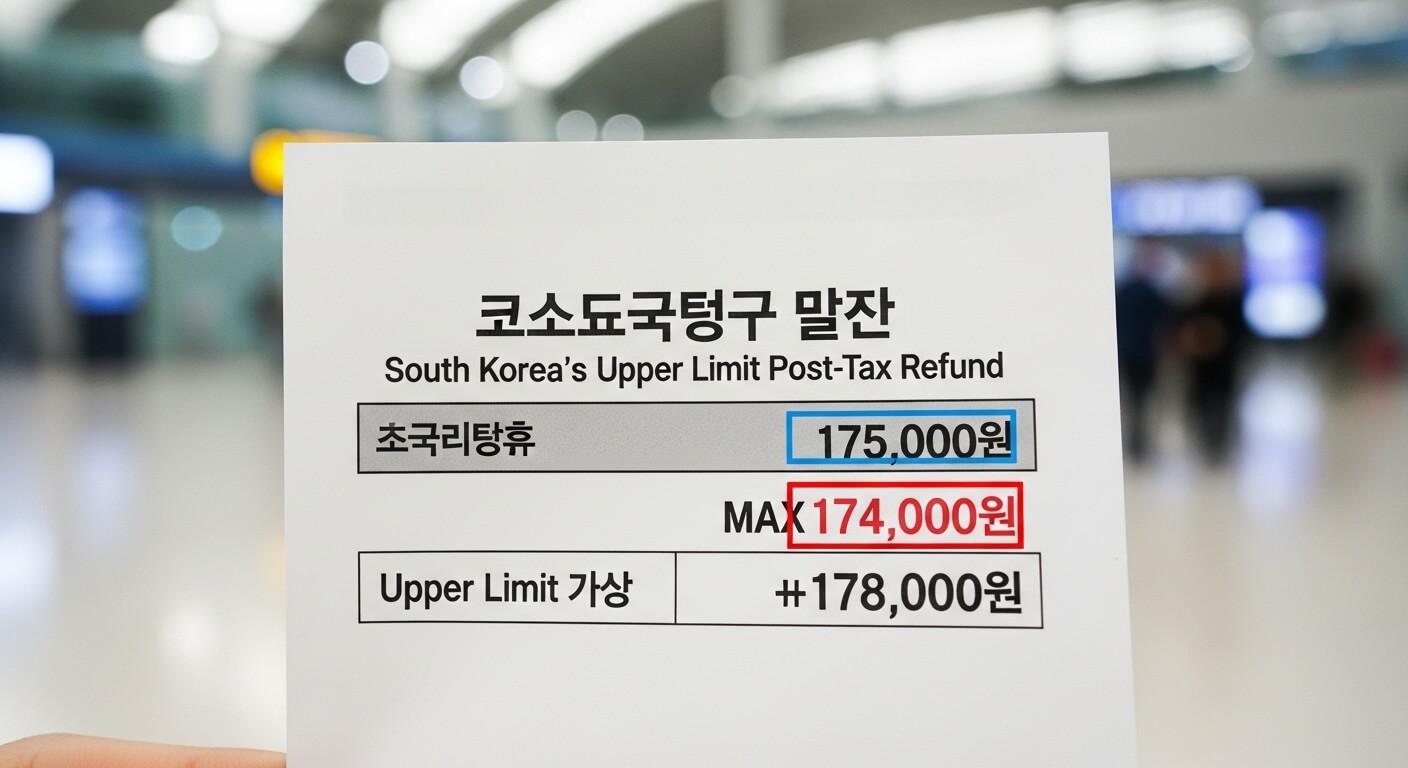 코소됴국텅구 말잔
South Korea's Upper Limit Post-Tax Refund
초국리탕휴 175,000원
MAX 174,000원
Upper Limit 가상 +178,000원